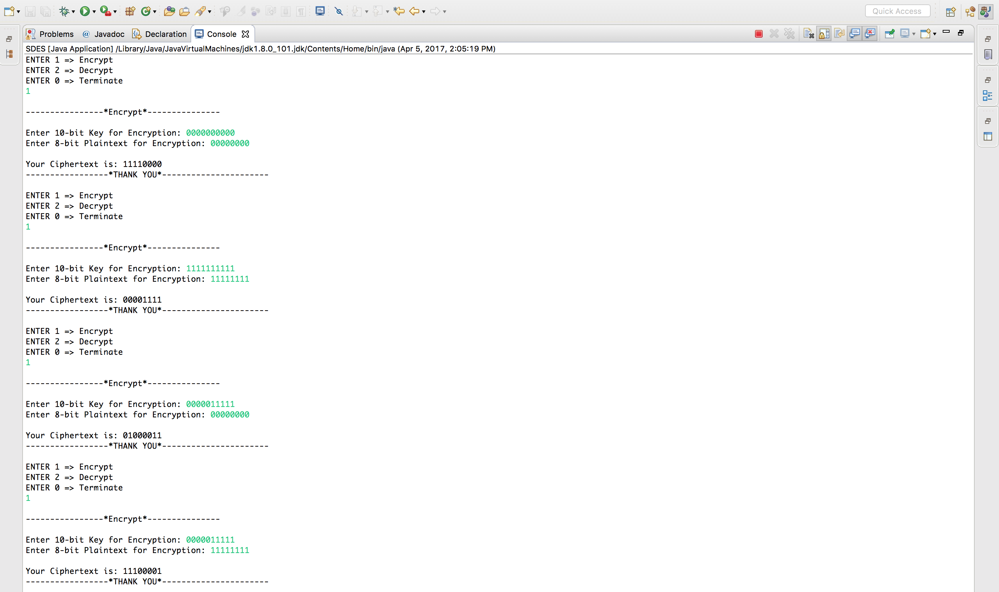 Quick Access
Problems @ Javadoc Declaration Console
SDES [Java Application] /Library/Java/JavaVirtualMachines/jdk1.8.0_101.jdk/Contents/Home/bin/java (Apr 5, 2017, 2:05:19 PM)
ENTER 1 => Encrypt
ENTER 2 => Decrypt
ENTER 0 => Terminate
1
----------------*Encrypt*---------------
Enter 10-bit Key for Encryption: 0000000000
Enter 8-bit Plaintext for Encryption: 00000000
Your Ciphertext is: 11110000
-----------------*THANK YOU*----------------------
ENTER 1 => Encrypt
ENTER 2 => Decrypt
ENTER 0 => Terminate
1
----------------*Encrypt*---------------
Enter 10-bit Key for Encryption: 1111111111
Enter 8-bit Plaintext for Encryption: 11111111
Your Ciphertext is: 00001111
-----------------*THANK YOU*----------------------
ENTER 1 => Encrypt
ENTER 2 => Decrypt
ENTER 0 => Terminate
1
----------------*Encrypt*---------------
Enter 10-bit Key for Encryption: 0000011111
Enter 8-bit Plaintext for Encryption: 00000000
Your Ciphertext is: 01000011
-----------------*THANK YOU*----------------------
ENTER 1 => Encrypt
ENTER 2 => Decrypt
ENTER 0 => Terminate
1
----------------*Encrypt*---------------
Enter 10-bit Key for Encryption: 0000011111
Enter 8-bit Plaintext for Encryption: 11111111
Your Ciphertext is: 11100001
-----------------*THANK YOU*----------------------